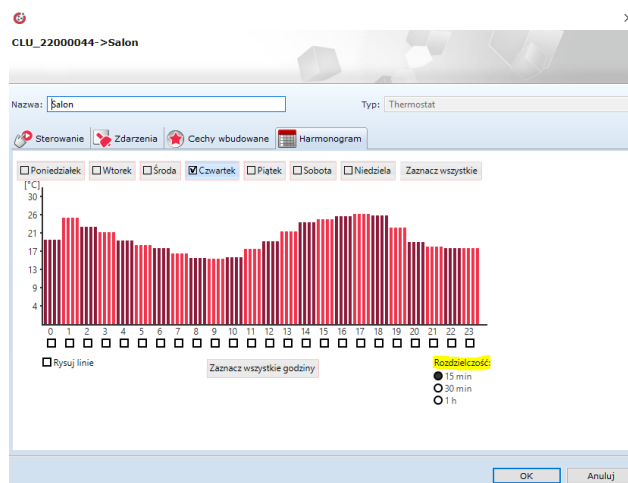 CLU_22000044->Salon
Nazwa: Salon Typ: Thermostat
Sterowanie Zdarzenia Cechy wbudowane Harmonogram
Poniedziałek Wtorek Środa Czwartek Piątek Sobota Niedziela Zaznacz wszystkie
[°C]
30
26
21
17
13
9
4
0 1 2 3 4 5 6 7 8 9 10 11 12 13 14 15 16 17 18 19 20 21 22 23
Rysuj linie Zaznacz wszystkie godziny Rozdzielczość:
15 min
30 min
1 h
OK Anuluj